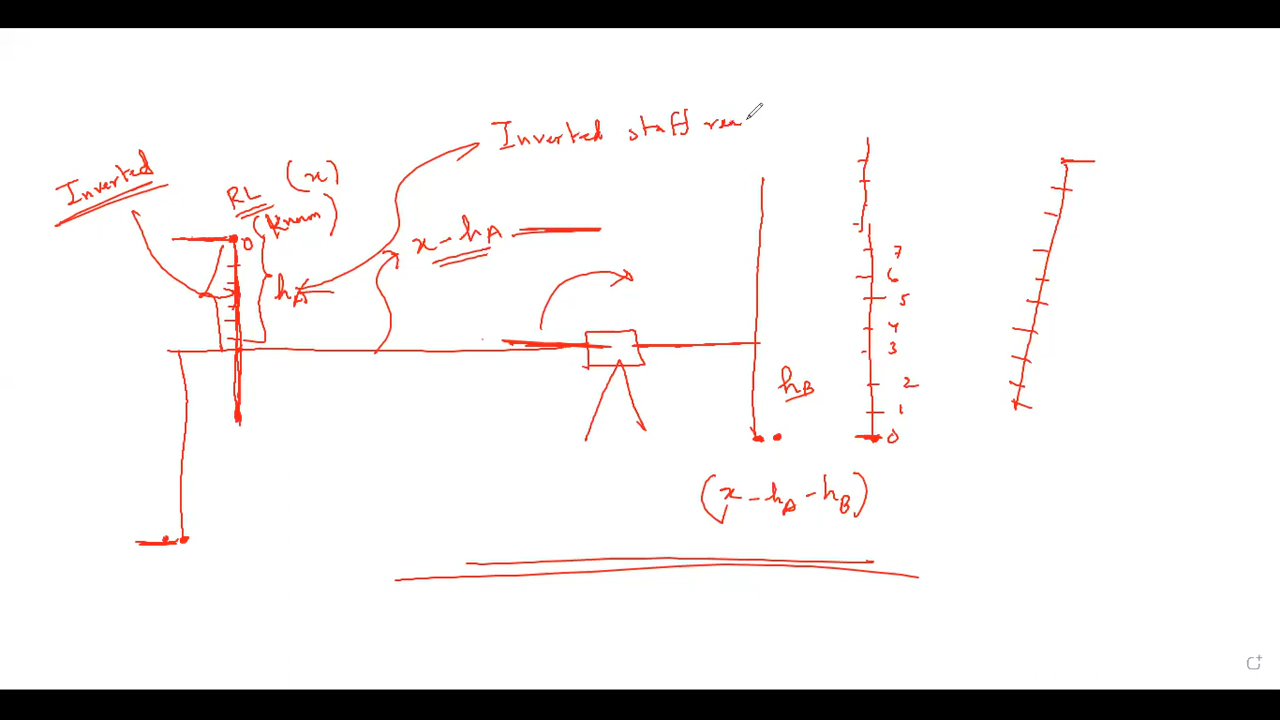 Inverted staff rea
Inverted
RL (x)
(Known)
0
hA
x - hA
hB
7
6
5
4
3
2
1
0
(x - hA - hB)